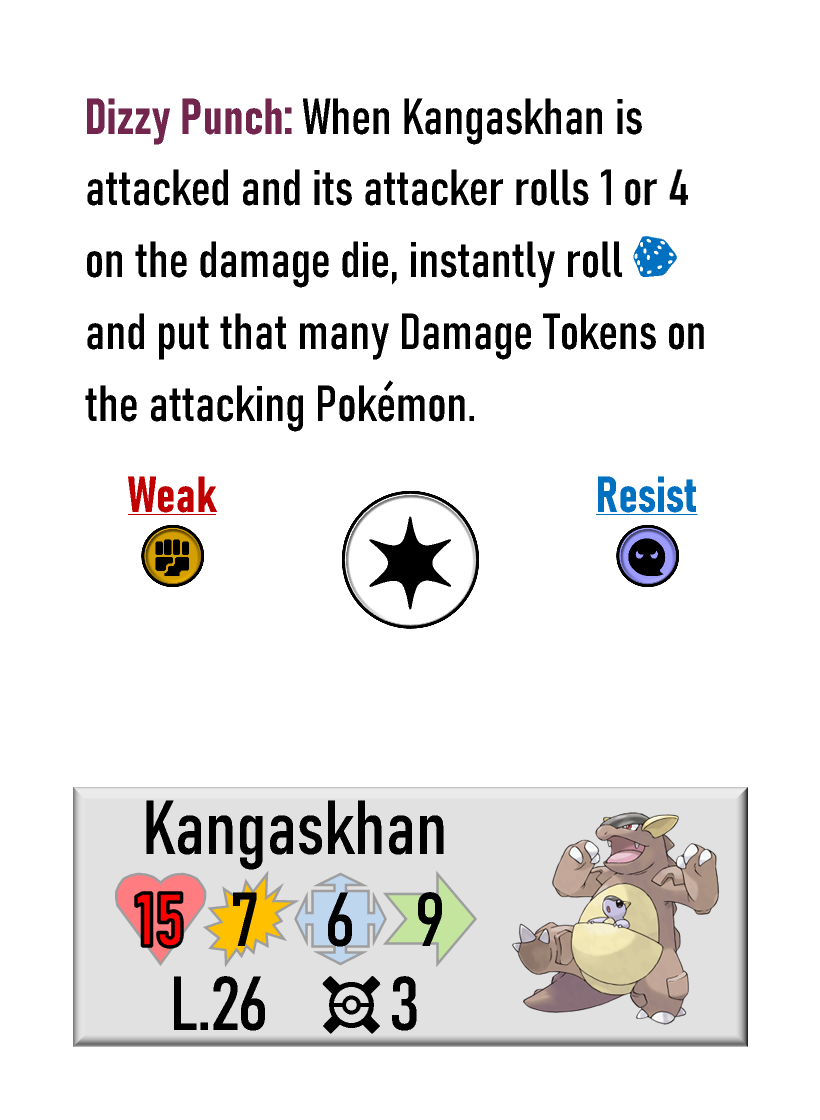 Dizzy Punch: When Kangaskhan is
attacked and its attacker rolls 1 or 4
on the damage die, instantly roll
and put that many Damage Tokens on
the attacking Pokémon.
Weak
Resist
Kangaskhan
15 7 6 9
L.26 3